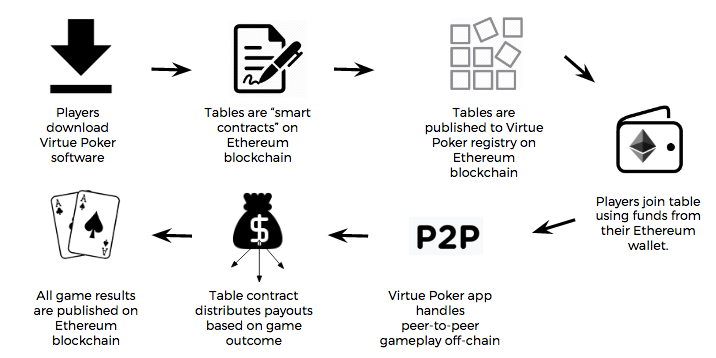 Players
download
Virtue Poker
software
Tables are “smart
contracts” on
Ethereum
blockchain
Tables are
published to Virtue
Poker registry on
Ethereum
blockchain
Players join table
using funds from
their Ethereum
wallet.
P2P
Virtue Poker app
handles
peer-to-peer
gameplay off-chain
$
Table contract
distributes payouts
based on game
outcome
A
A
A
All game results
are published on
Ethereum
blockchain